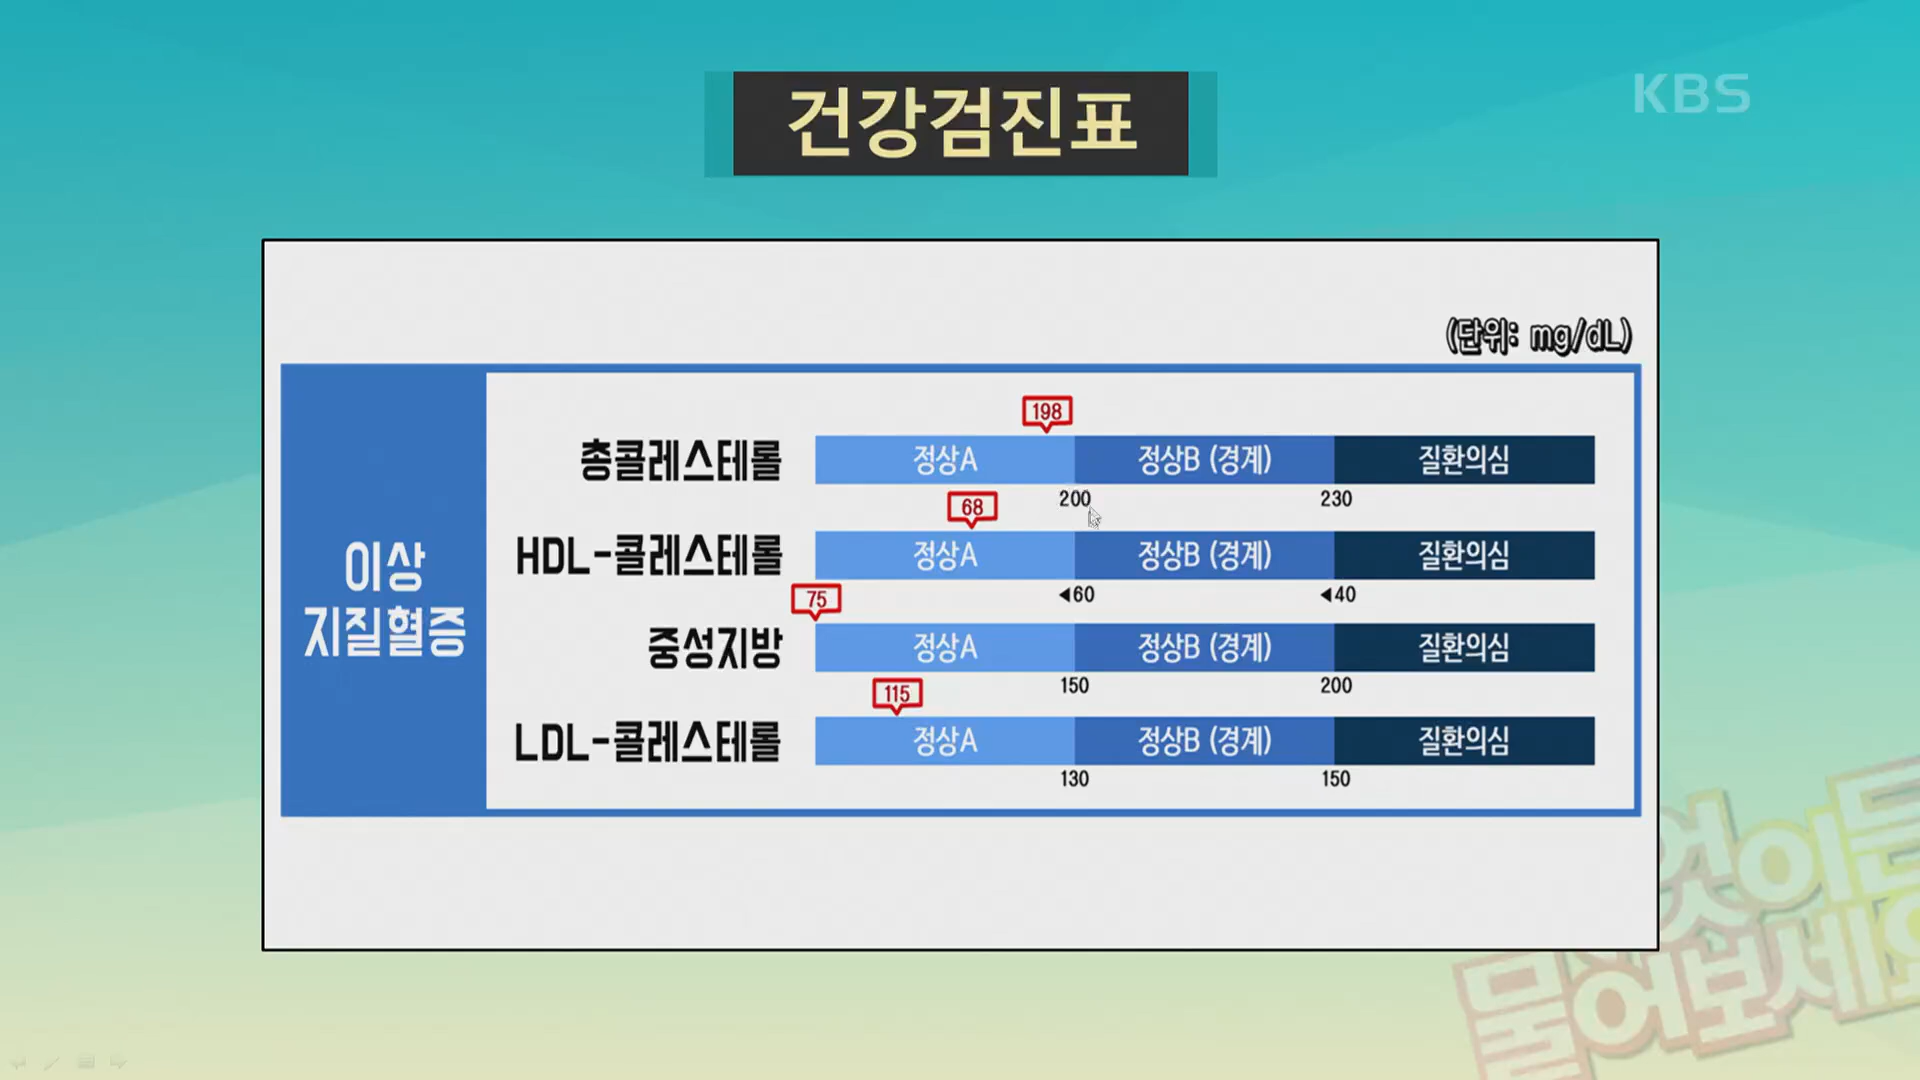 건강검진표
KBS
(단위: mg/dL)
이상
지질혈증
198
총콜레스테롤 정상A 정상B (경계) 질환의심
200 230
68
HDL-콜레스테롤 정상A 정상B (경계) 질환의심
◀60 ◀40
75
중성지방 정상A 정상B (경계) 질환의심
150 200
115
LDL-콜레스테롤 정상A 정상B (경계) 질환의심
130 150
물어보세요